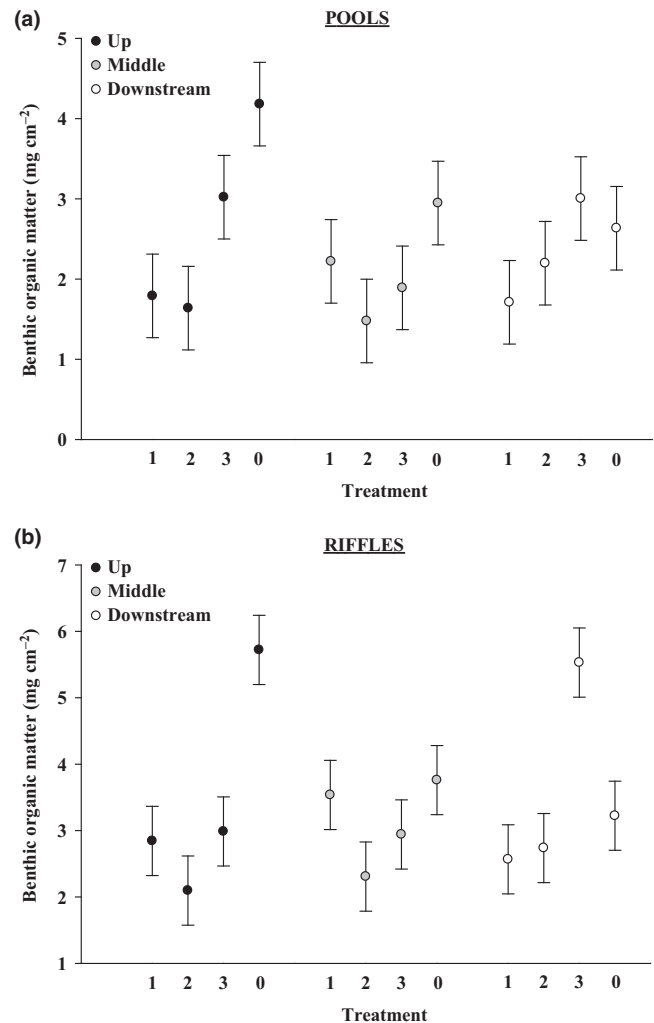 (a)
POOLS
Up
Middle
Downstream
Benthic organic matter (mg cm⁻²)
5
4
3
2
1
0
1 2 3 0 1 2 3 0 1 2 3 0
Treatment
(b)
RIFFLES
Up
Middle
Downstream
Benthic organic matter (mg cm⁻²)
7
6
5
4
3
2
1
1 2 3 0 1 2 3 0 1 2 3 0
Treatment